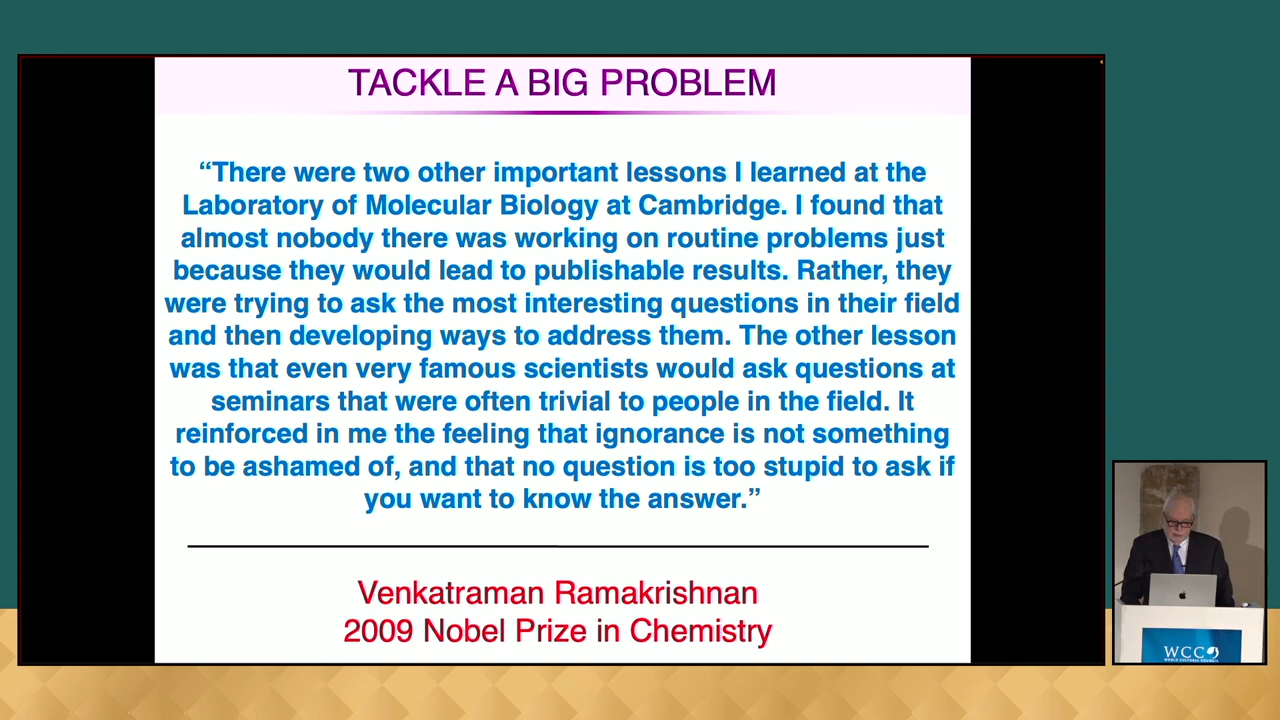 TACKLE A BIG PROBLEM
“There were two other important lessons I learned at the
Laboratory of Molecular Biology at Cambridge. I found that
almost nobody there was working on routine problems just
because they would lead to publishable results. Rather, they
were trying to ask the most interesting questions in their field
and then developing ways to address them. The other lesson
was that even very famous scientists would ask questions at
seminars that were often trivial to people in the field. It
reinforced in me the feeling that ignorance is not something
to be ashamed of, and that no question is too stupid to ask if
you want to know the answer.”
Venkatraman Ramakrishnan
2009 Nobel Prize in Chemistry
WCC
WORLD CULTURAL COUNCIL